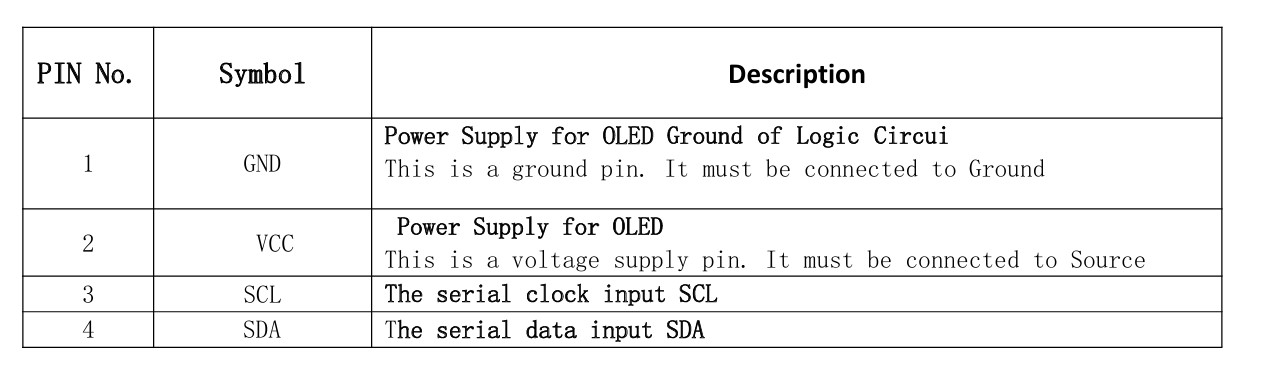 PIN No. Symbol Description
1 GND Power Supply for OLED Ground of Logic Circui
This is a ground pin. It must be connected to Ground
2 VCC Power Supply for OLED
This is a voltage supply pin. It must be connected to Source
3 SCL The serial clock input SCL
4 SDA The serial data input SDA